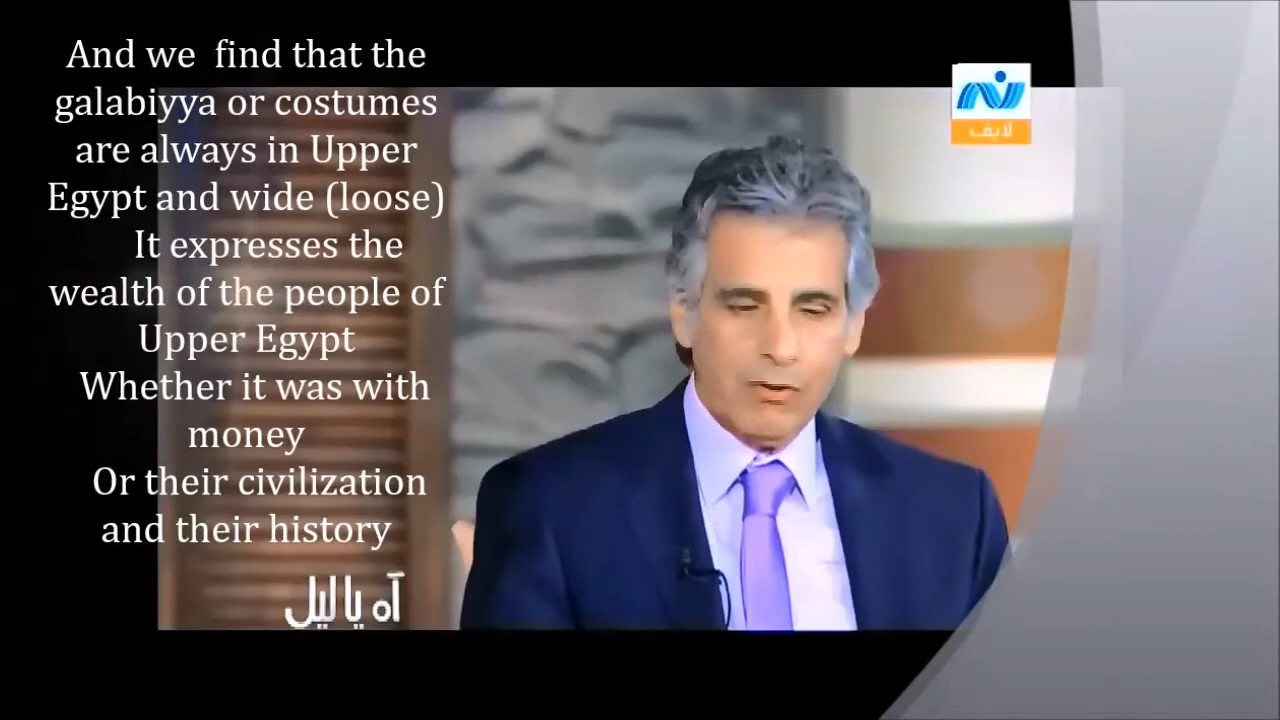 And we  find that the
galabiyya or costumes
are always in Upper
Egypt and wide (loose)
It expresses the
wealth of the people of
Upper Egypt
Whether it was with
money
Or their civilization
and their history
لايف
آه يا ليل